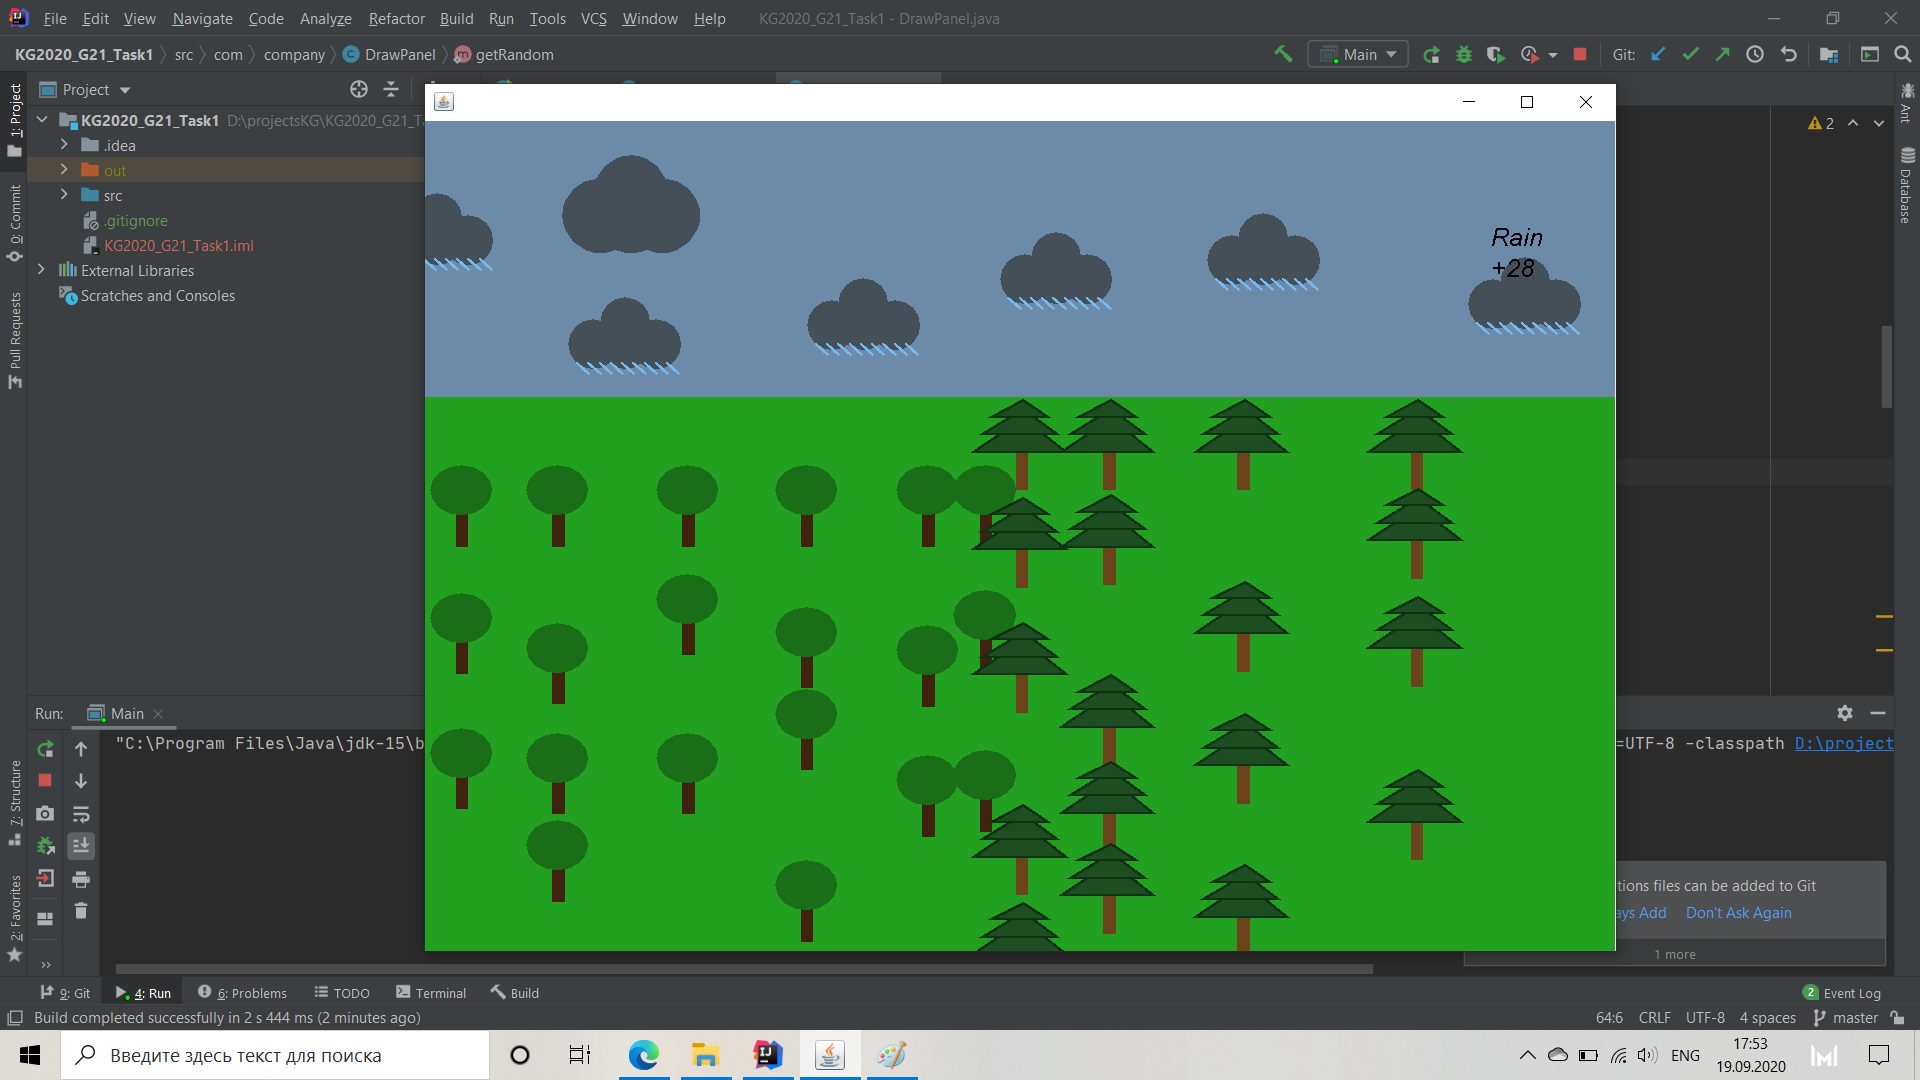 File Edit View Navigate Code Analyze Refactor Build Run Tools VCS Window Help KG2020_G21_Task1 - DrawPanel.java
KG2020_G21_Task1 src com company DrawPanel getRandom
Main
Git:
1: Project
Project
KG2020_G21_Task1 D:\projectsKG\KG2020_G21_T
.idea
out
src
.gitignore
KG2020_G21_Task1.iml
External Libraries
Scratches and Consoles
0: Commit
Pull Requests
7: Structure
2: Favorites
2
Ant
Database
Rain
+28
Run: Main
"C:\Program Files\Java\jdk-15\b
=UTF-8 -classpath D:\project
tions files can be added to Git
ays Add Don't Ask Again
1 more
9: Git 4: Run 6: Problems TODO Terminal Build
2 Event Log
Build completed successfully in 2 s 444 ms (2 minutes ago)
64:6 CRLF UTF-8 4 spaces master
Введите здесь текст для поиска
ENG
17:53
19.09.2020